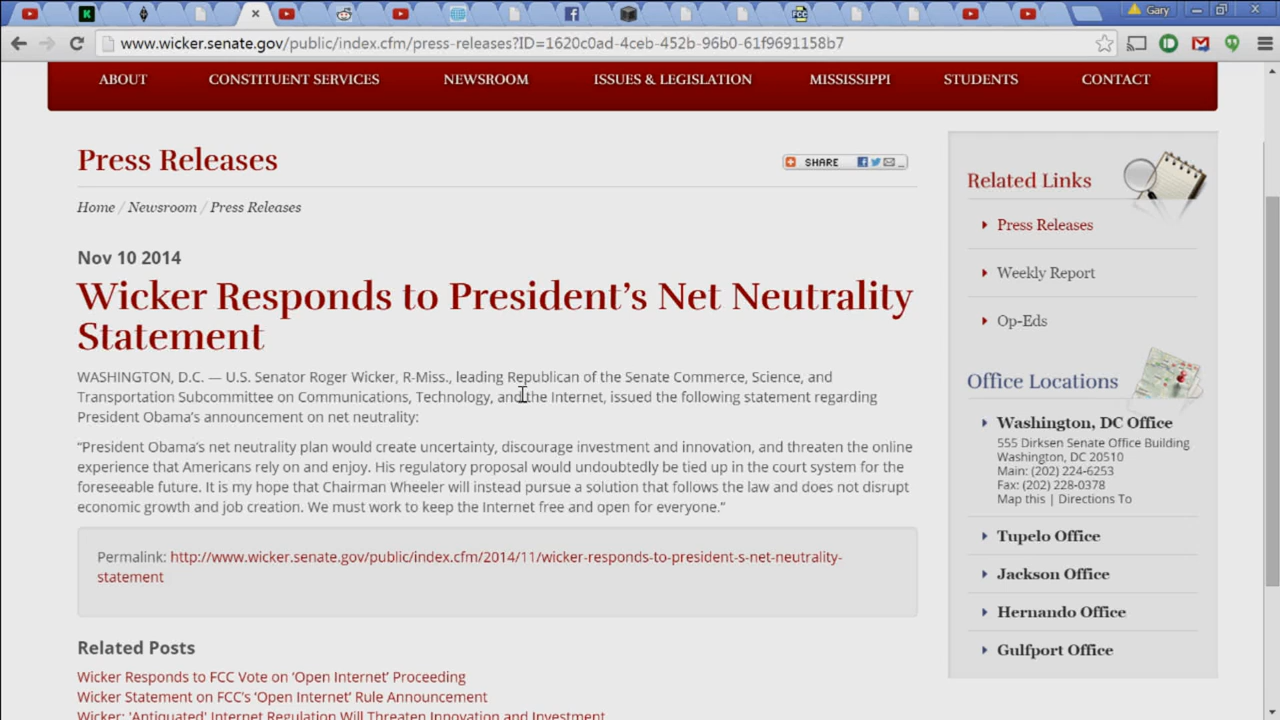 Gary
www.wicker.senate.gov/public/index.cfm/press-releases?ID=1620c0ad-4ceb-452b-96b0-61f9691158b7
ABOUT CONSTITUENT SERVICES NEWSROOM ISSUES & LEGISLATION MISSISSIPPI STUDENTS CONTACT
Press Releases
SHARE
Home / Newsroom / Press Releases
Nov 10 2014
Wicker Responds to President’s Net Neutrality
Statement
WASHINGTON, D.C. — U.S. Senator Roger Wicker, R-Miss., leading Republican of the Senate Commerce, Science, and
Transportation Subcommittee on Communications, Technology, and the Internet, issued the following statement regarding
President Obama’s announcement on net neutrality:
“President Obama’s net neutrality plan would create uncertainty, discourage investment and innovation, and threaten the online
experience that Americans rely on and enjoy. His regulatory proposal would undoubtedly be tied up in the court system for the
foreseeable future. It is my hope that Chairman Wheeler will instead pursue a solution that follows the law and does not disrupt
economic growth and job creation. We must work to keep the Internet free and open for everyone.”
Permalink: http://www.wicker.senate.gov/public/index.cfm/2014/11/wicker-responds-to-president-s-net-neutrality-
statement
Related Posts
Wicker Responds to FCC Vote on ‘Open Internet’ Proceeding
Wicker Statement on FCC’s ‘Open Internet’ Rule Announcement
Wicker: 'Antiquated' Internet Regulation Will Threaten Innovation and Investment
Related Links
Press Releases
Weekly Report
Op-Eds
Office Locations
Washington, DC Office
555 Dirksen Senate Office Building
Washington, DC 20510
Main: (202) 224-6253
Fax: (202) 228-0378
Map this | Directions To
Tupelo Office
Jackson Office
Hernando Office
Gulfport Office